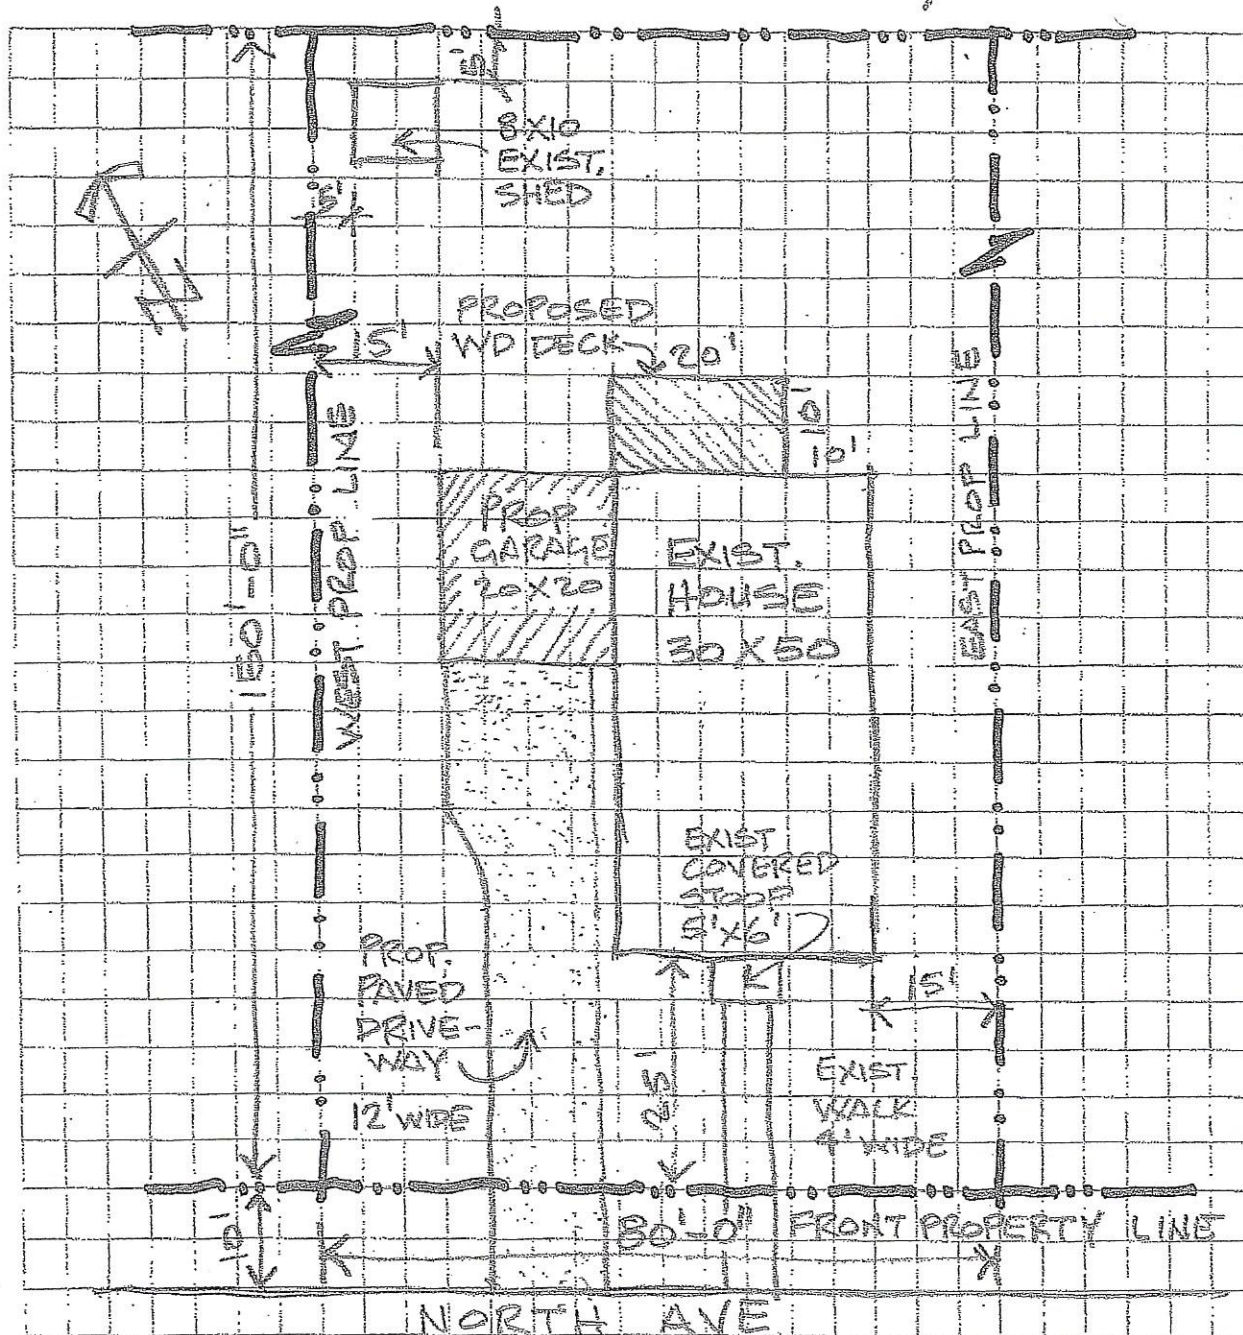 5'
8X10
EXIST.
SHED
5'
N
15'
PROPOSED
WD DECK
20'
10'
10'
150'-0"
WEST PROP. LINE
EAST PROP LINE
PROP
GARAGE
20X20
EXIST.
HOUSE
30X50
EXIST
COVERED
STOOP
5'X6'
PROP.
PAVED
DRIVE-
WAY
12' WIDE
25'
15'
EXIST.
WALK
4' WIDE
10'
80'-0"
FRONT PROPERTY LINE
NORTH AVE